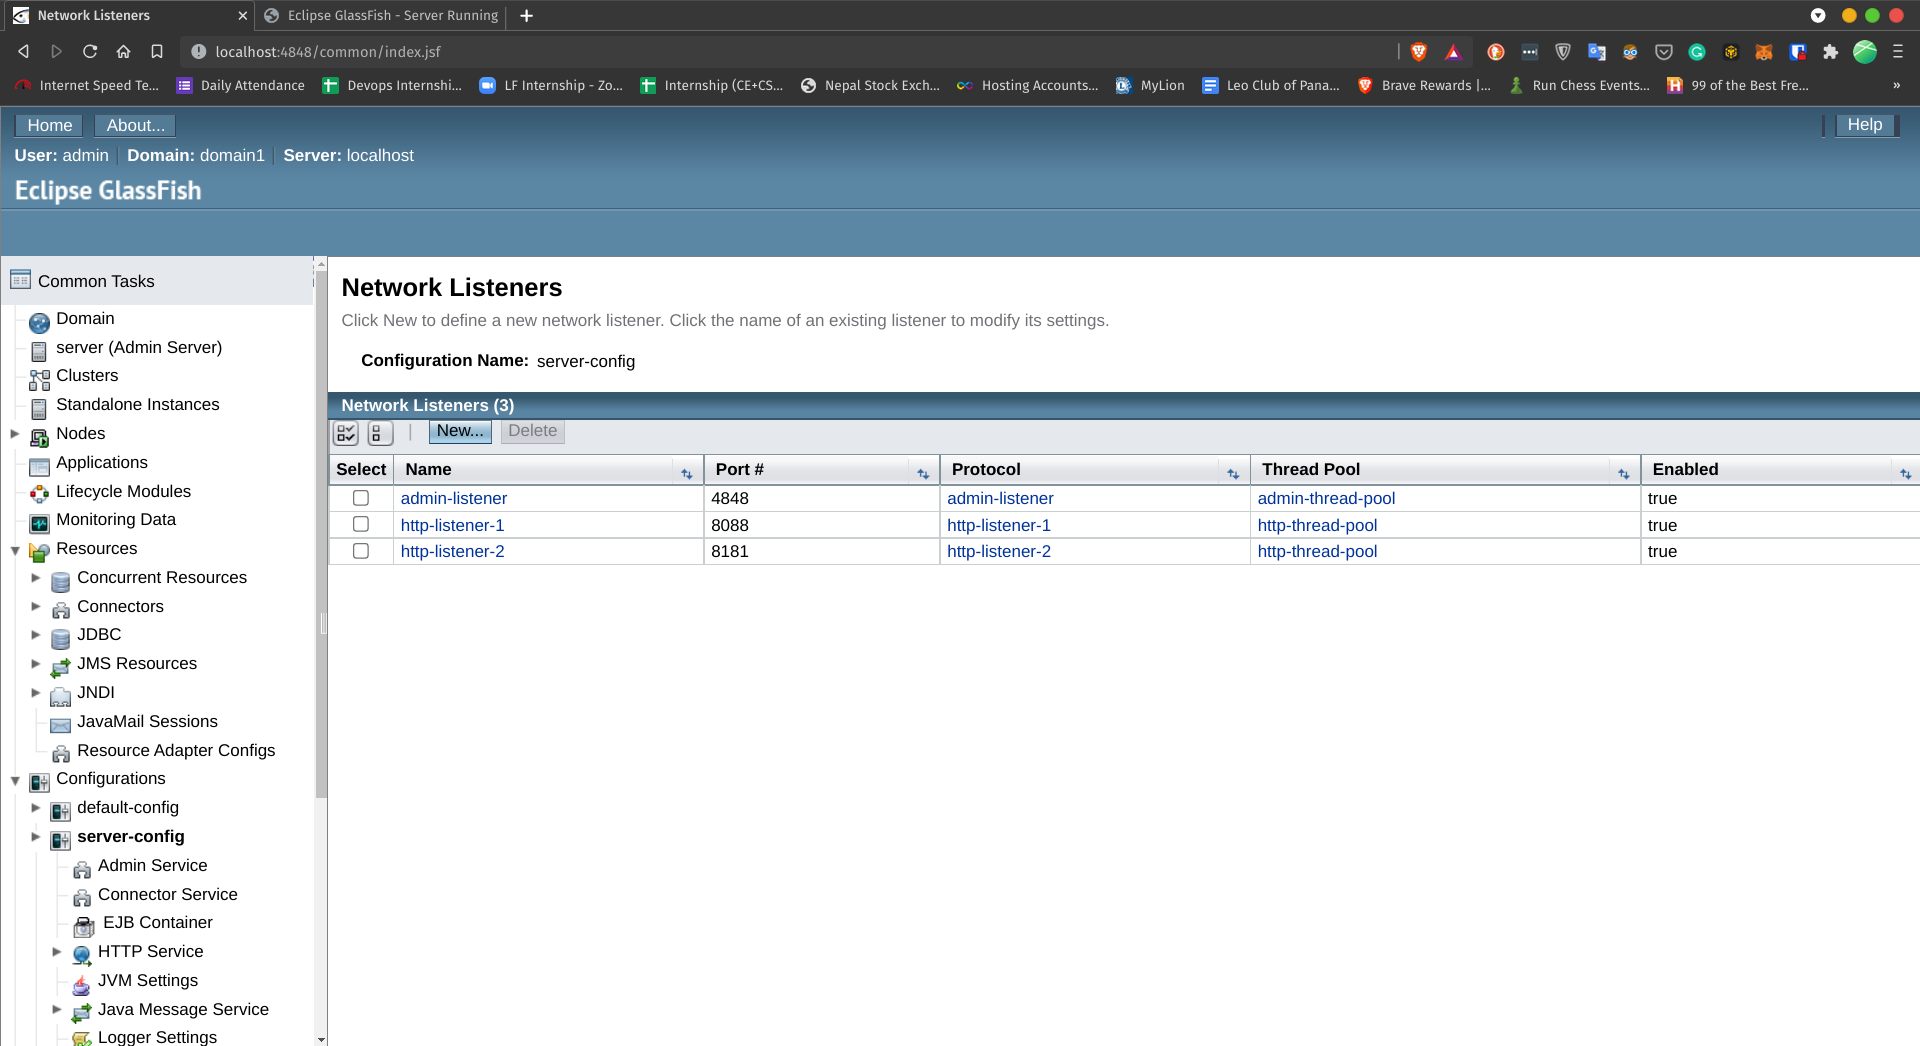 Network Listeners
Eclipse GlassFish - Server Running
localhost:4848/common/index.jsf
Internet Speed Te...
Daily Attendance
Devops Internshi...
LF Internship - Zo...
Internship (CE+CS...
Nepal Stock Exch...
Hosting Accounts...
MyLion
Leo Club of Pana...
Brave Rewards |...
Run Chess Events...
99 of the Best Fre...
»
Home
About...
Help
User: admin
Domain: domain1
Server: localhost
Eclipse GlassFish
Common Tasks
Domain
server (Admin Server)
Clusters
Standalone Instances
Nodes
Applications
Lifecycle Modules
Monitoring Data
Resources
Concurrent Resources
Connectors
JDBC
JMS Resources
JNDI
JavaMail Sessions
Resource Adapter Configs
Configurations
default-config
server-config
Admin Service
Connector Service
EJB Container
HTTP Service
JVM Settings
Java Message Service
Logger Settings
Network Listeners
Click New to define a new network listener. Click the name of an existing listener to modify its settings.
Configuration Name: server-config
Network Listeners (3)
New... Delete
Select Name Port # Protocol Thread Pool Enabled
admin-listener 4848 admin-listener admin-thread-pool true
http-listener-1 8088 http-listener-1 http-thread-pool true
http-listener-2 8181 http-listener-2 http-thread-pool true